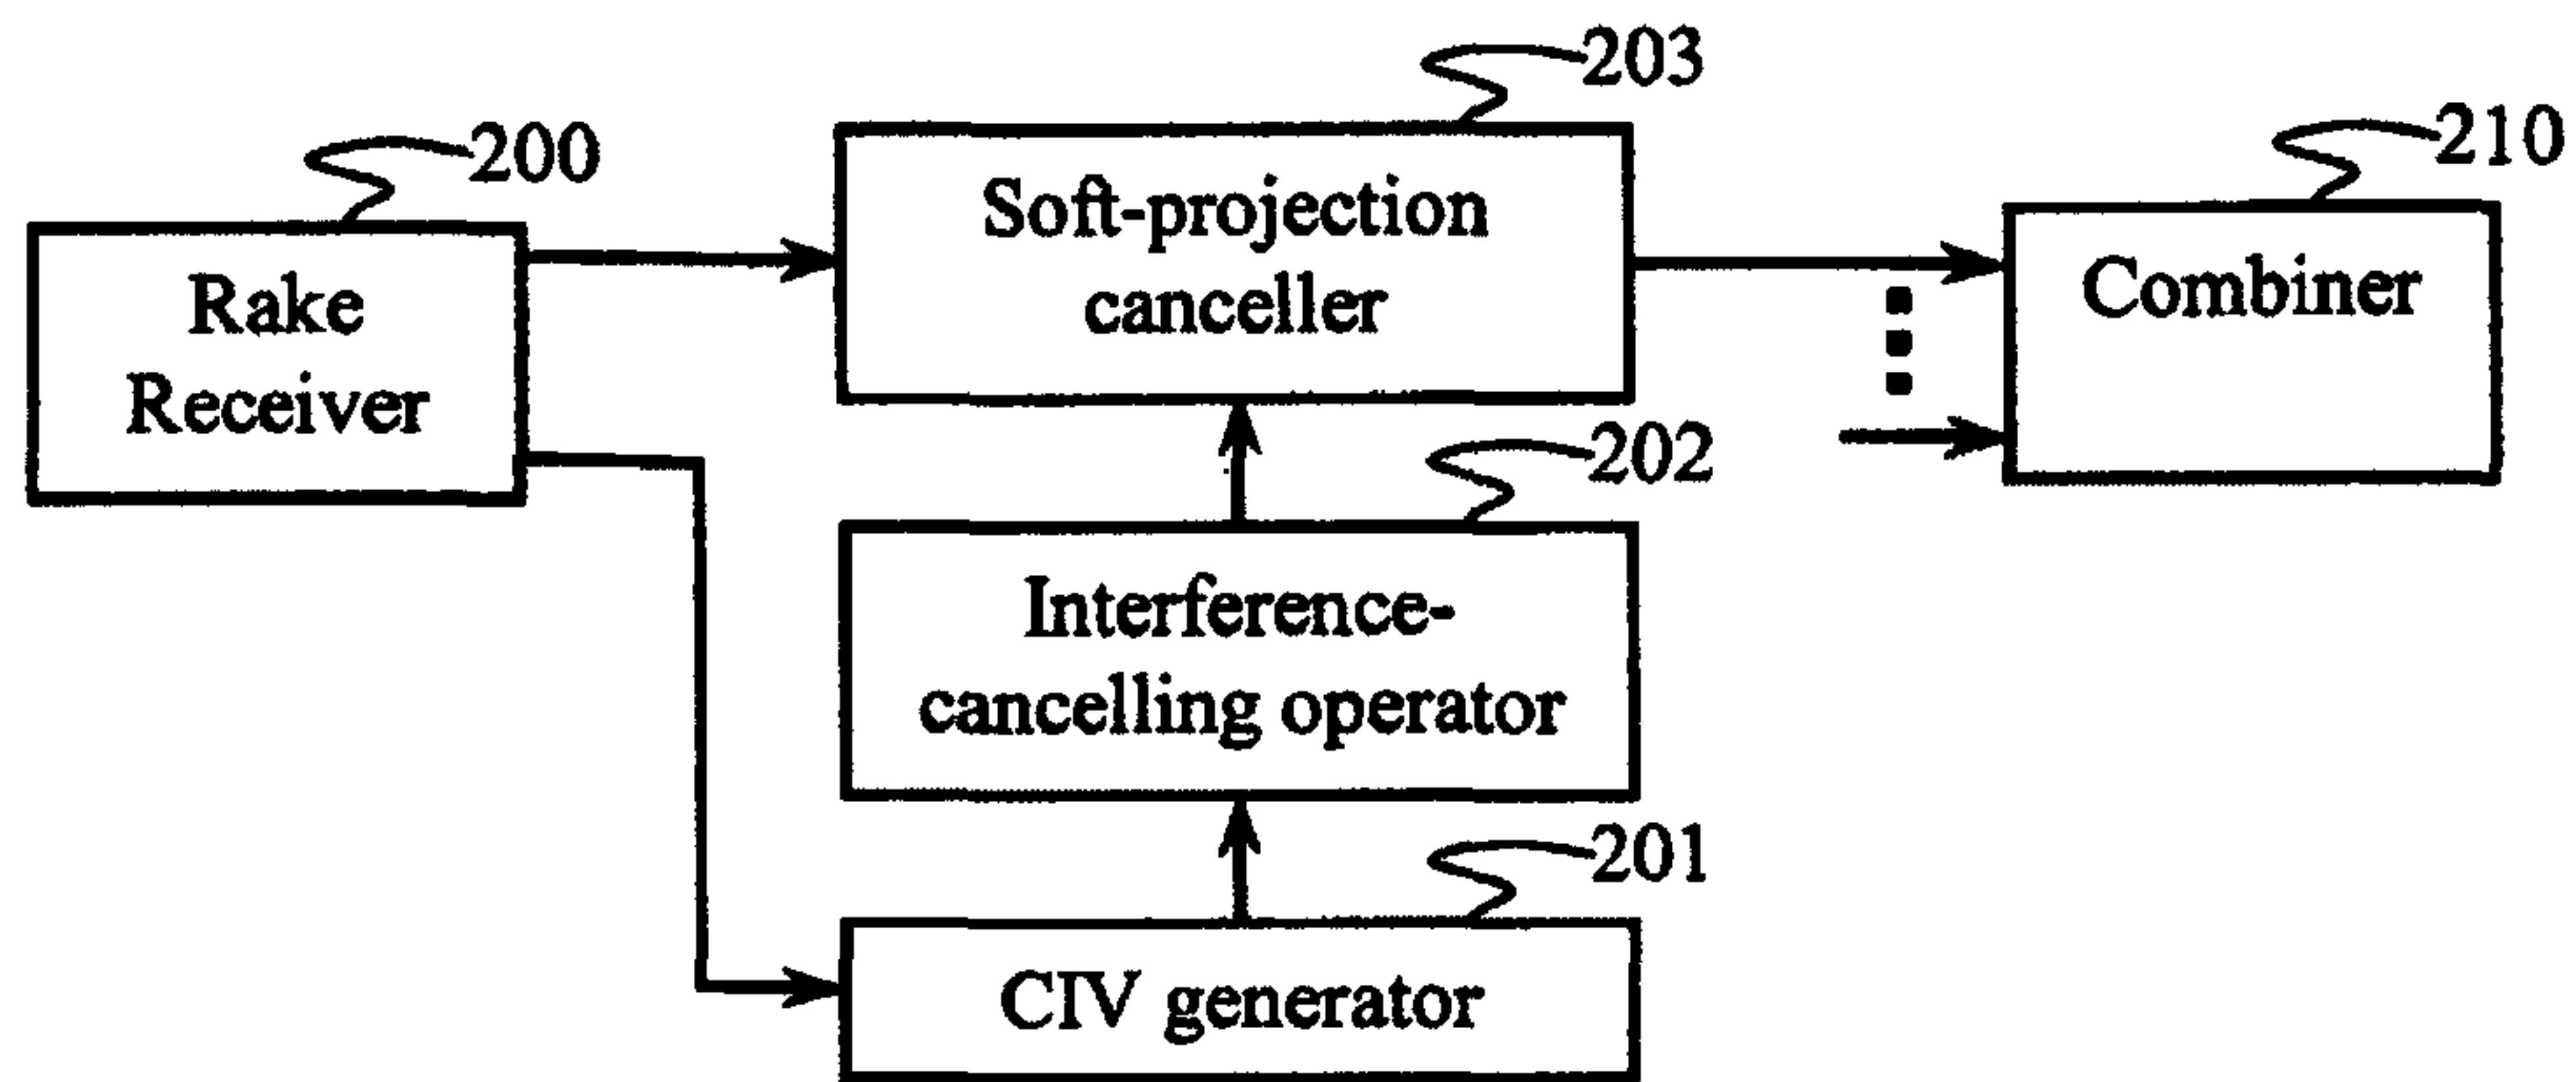 203
200
210
Soft-projection
canceller
Rake
Receiver
Combiner
202
Interference-
cancelling operator
201
CIV generator